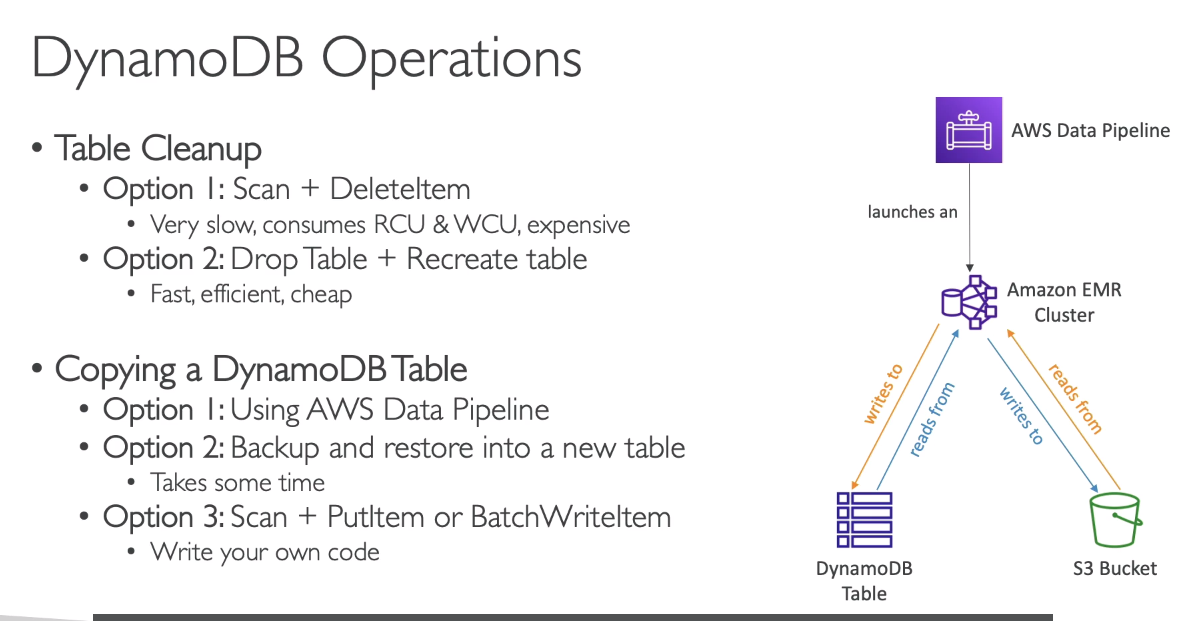 DynamoDB Operations
• Table Cleanup
• Option 1: Scan + DeleteItem
• Very slow, consumes RCU & WCU, expensive
• Option 2: Drop Table + Recreate table
• Fast, efficient, cheap
• Copying a DynamoDB Table
• Option 1: Using AWS Data Pipeline
• Option 2: Backup and restore into a new table
• Takes some time
• Option 3: Scan + PutItem or BatchWriteItem
• Write your own code
AWS Data Pipeline
launches an
Amazon EMR
Cluster
writes to
reads from
writes to
reads from
DynamoDB
Table
S3 Bucket